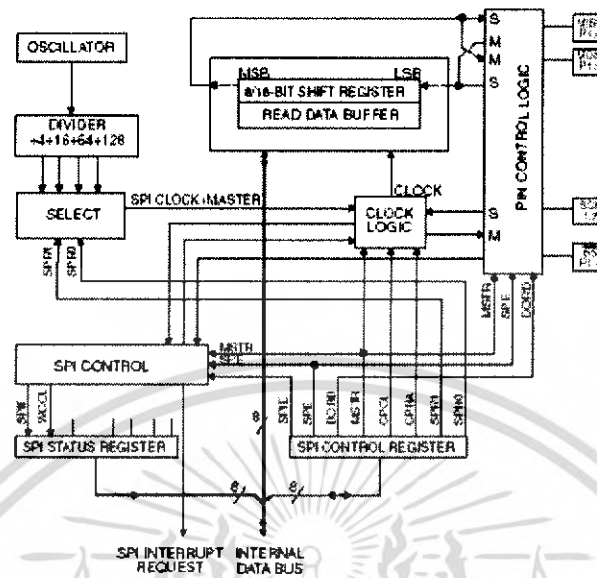 OSCILLATOR
DIVIDER
÷4÷16÷64÷128
SELECT
SPI CLOCK (MASTER)
SPR1
SPR0
MSB
LSB
8/16-BIT SHIFT REGISTER
READ DATA BUFFER
CLOCK
CLOCK
LOGIC
S
M
M
S
S
M
PIN CONTROL LOGIC
MSTR
SPE
DORD
SPI CONTROL
MSTR
SPE
WCOL
SPI STATUS REGISTER
8
SPIE
SPE
DORD
MSTR
CPOL
CPHA
SPR1
SPR0
SPI CONTROL REGISTER
8
8
SPI INTERRUPT
REQUEST
INTERNAL
DATA BUS